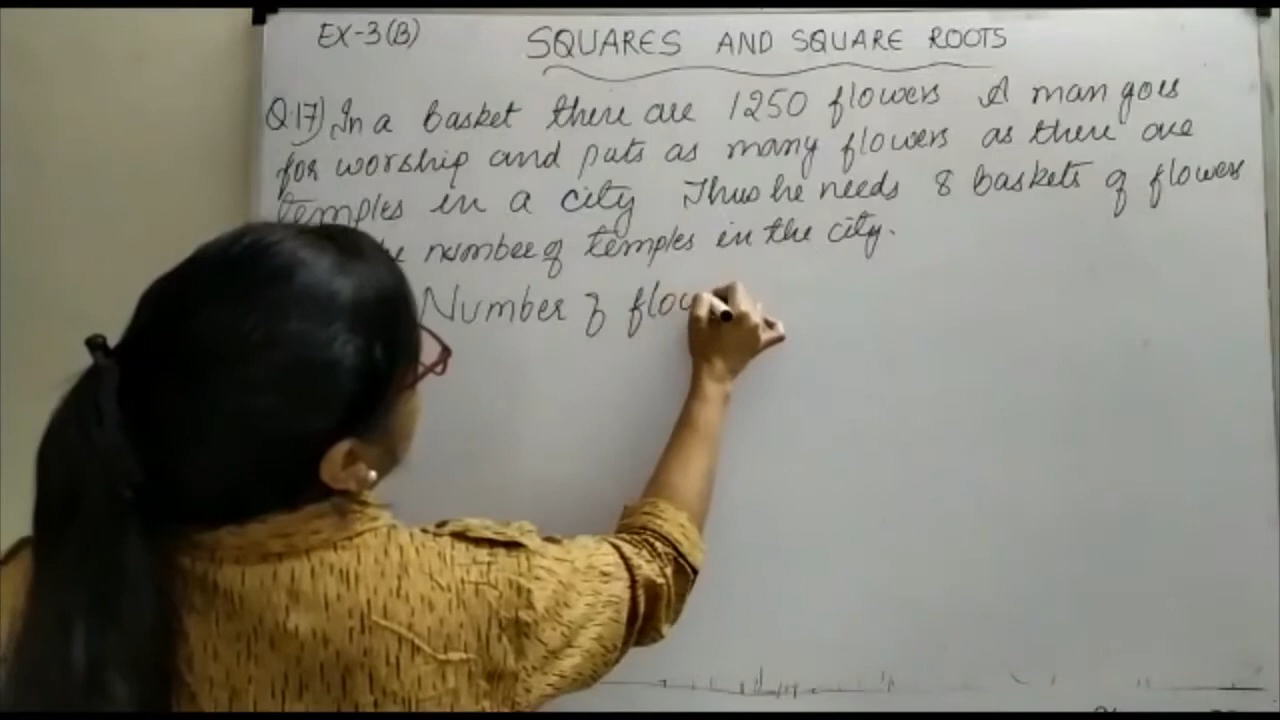 EX-3(B)
SQUARES AND SQUARE ROOTS
Q.17) In a basket there are 1250 flowers A man goes
for worship and puts as many flowers as there are
temples in a city Thus he needs 8 baskets of flowers
number of temples in the city.
Number of flow